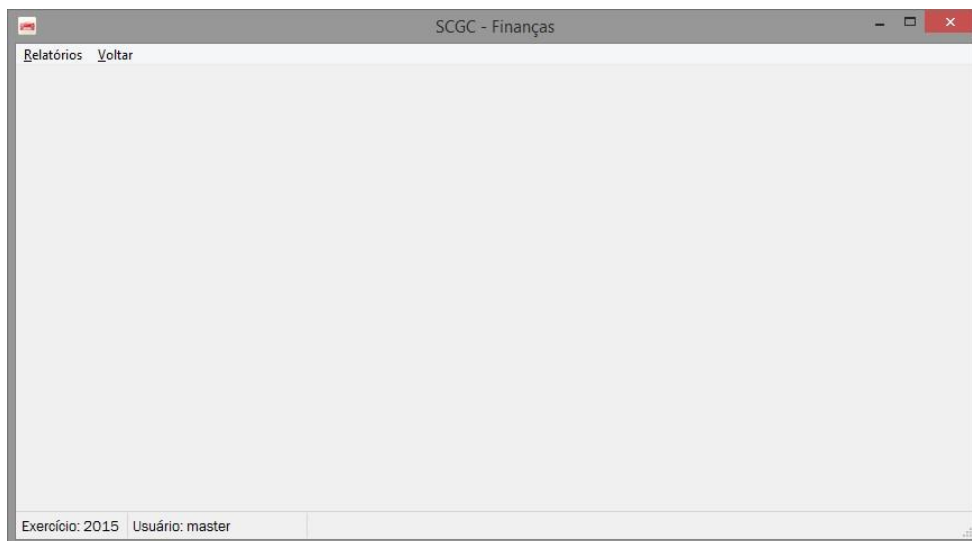 SCGC - Finanças
Relatórios Voltar
Exercício: 2015 Usuário: master